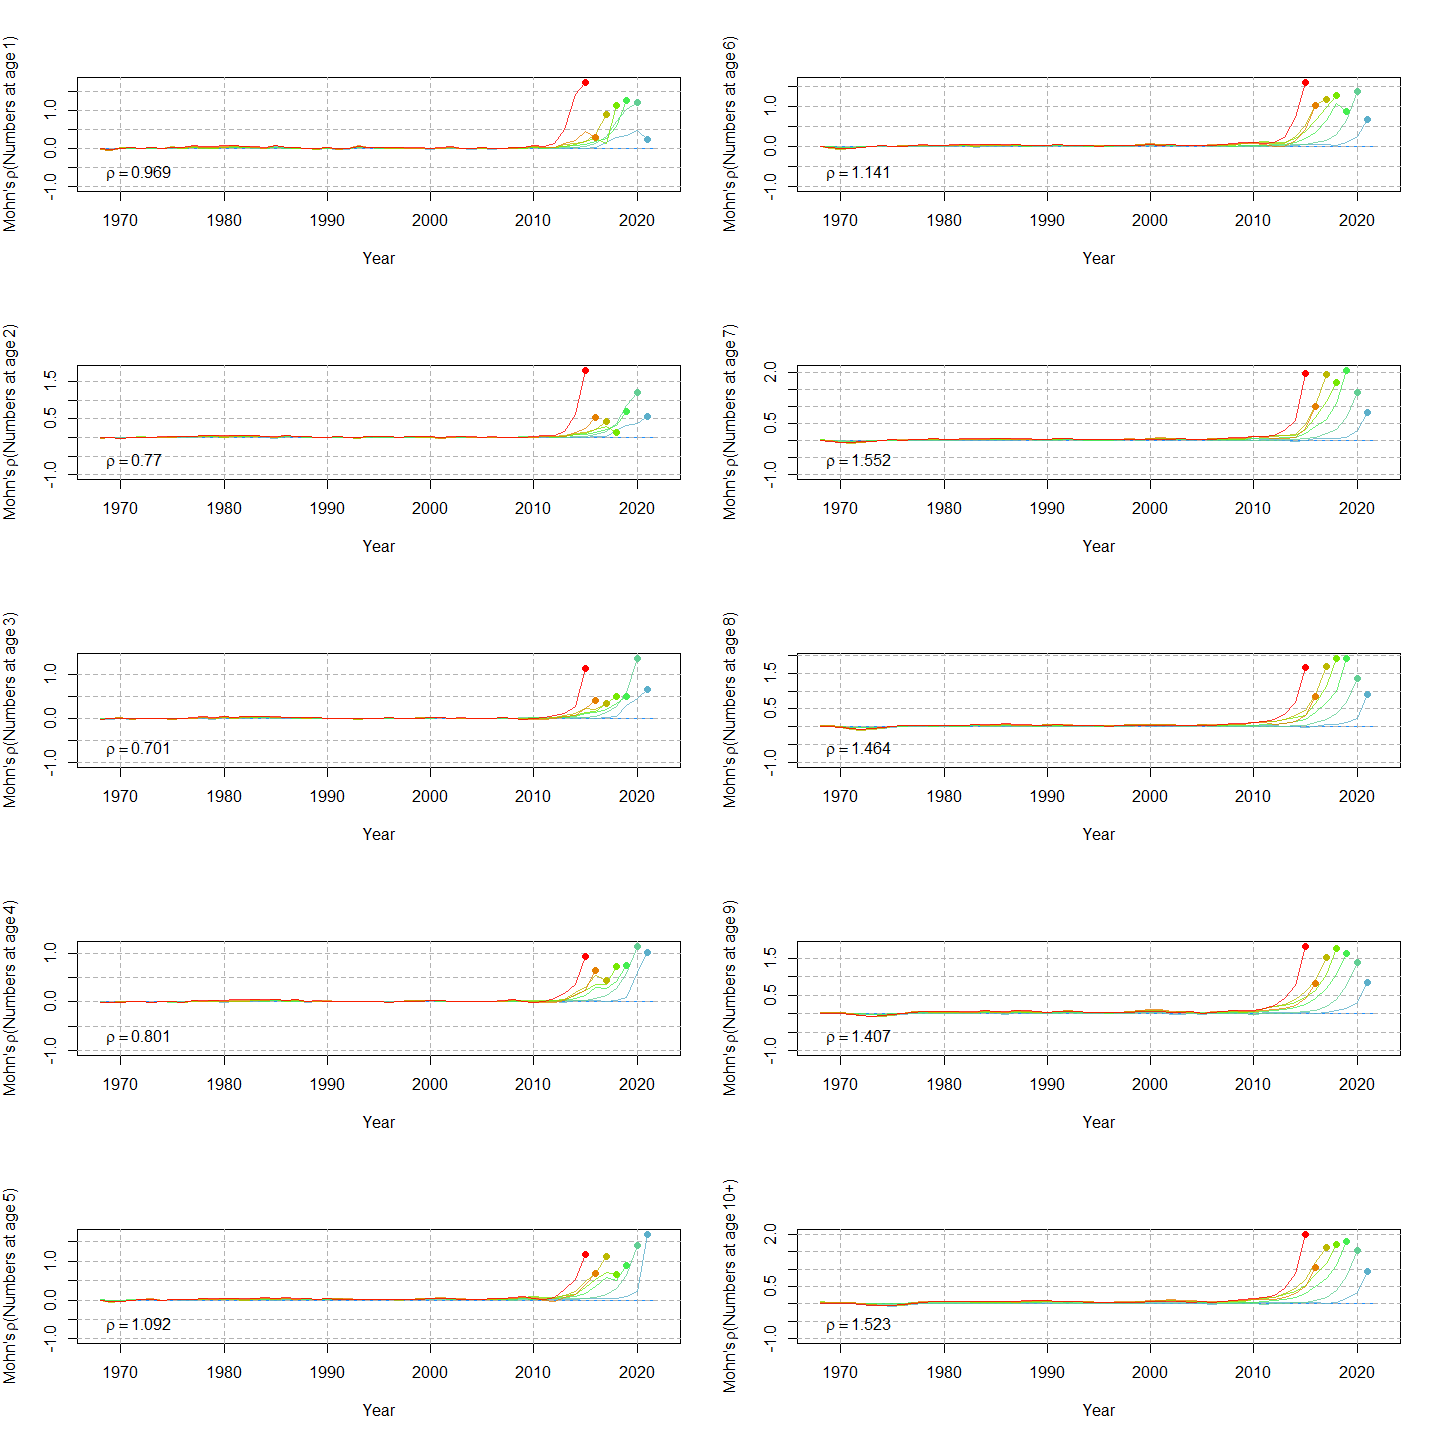 Mohn's ρ(Numbers at age 1)
1.0
0.0
-1.0
ρ = 0.969
1970 1980 1990 2000 2010 2020
Year
Mohn's ρ(Numbers at age 6)
1.0
0.0
-1.0
ρ = 1.141
1970 1980 1990 2000 2010 2020
Year
Mohn's ρ(Numbers at age 2)
1.5
0.5
-1.0
ρ = 0.77
1970 1980 1990 2000 2010 2020
Year
Mohn's ρ(Numbers at age 7)
2.0
0.5
-1.0
ρ = 1.552
1970 1980 1990 2000 2010 2020
Year
Mohn's ρ(Numbers at age 3)
1.0
0.0
-1.0
ρ = 0.701
1970 1980 1990 2000 2010 2020
Year
Mohn's ρ(Numbers at age 8)
1.5
0.5
-1.0
ρ = 1.464
1970 1980 1990 2000 2010 2020
Year
Mohn's ρ(Numbers at age 4)
1.0
0.0
-1.0
ρ = 0.801
1970 1980 1990 2000 2010 2020
Year
Mohn's ρ(Numbers at age 9)
1.5
0.5
-1.0
ρ = 1.407
1970 1980 1990 2000 2010 2020
Year
Mohn's ρ(Numbers at age 5)
1.0
0.0
-1.0
ρ = 1.092
1970 1980 1990 2000 2010 2020
Year
Mohn's ρ(Numbers at age 10+)
2.0
0.5
-1.0
ρ = 1.523
1970 1980 1990 2000 2010 2020
Year